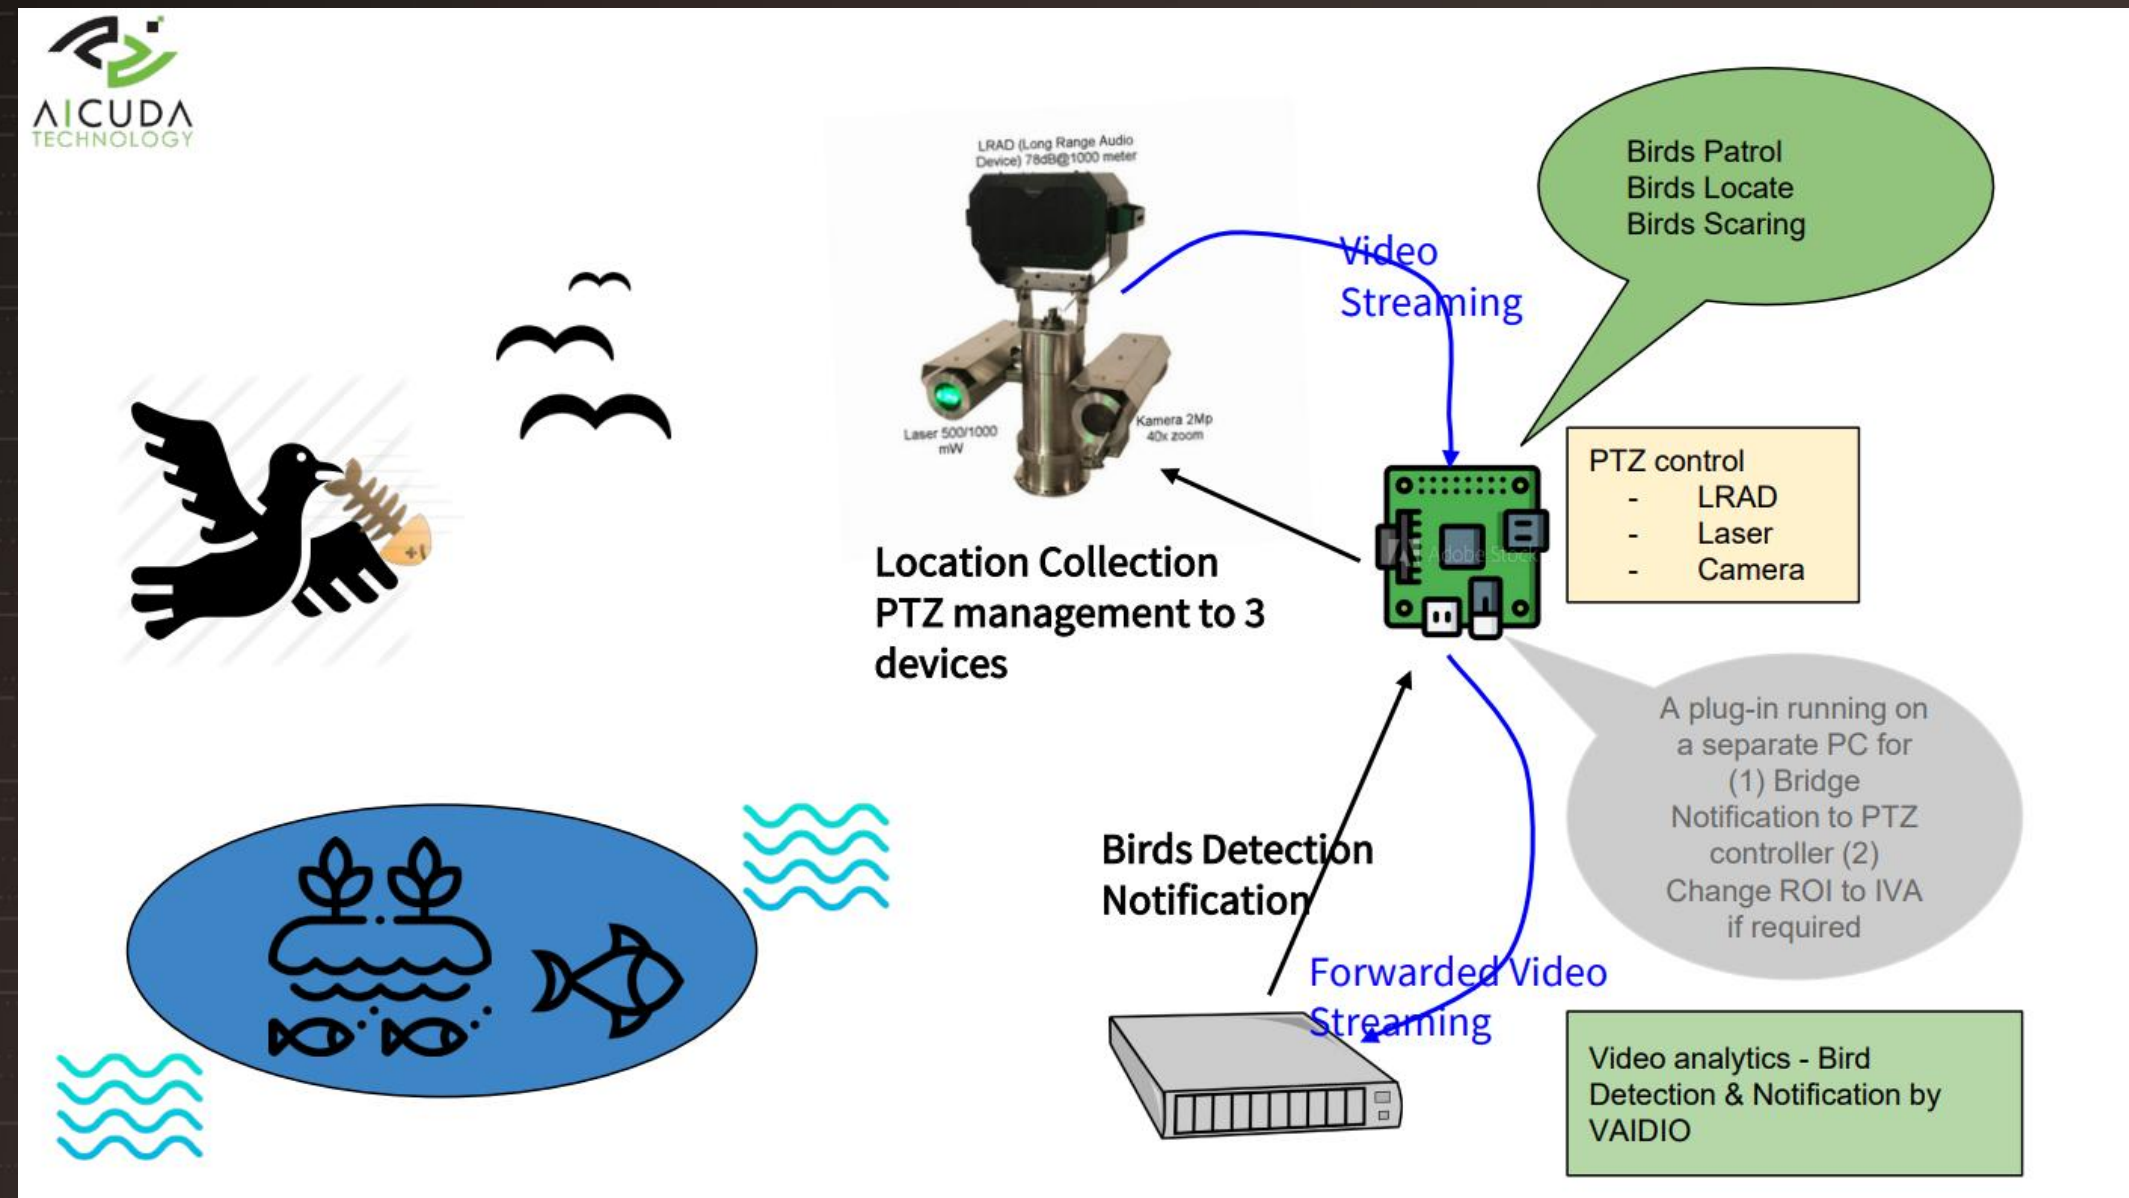 AICUDA
TECHNOLOGY
LRAD (Long Range Audio
Device) 78dB@1000 meter
Laser 500/1000
mW
Kamera 2Mp
40x zoom
Video
Streaming
Birds Patrol
Birds Locate
Birds Scaring
PTZ control
- LRAD
- Laser
- Camera
Adobe Stock
Location Collection
PTZ management to 3
devices
A plug-in running on
a separate PC for
(1) Bridge
Notification to PTZ
controller (2)
Change ROI to IVA
if required
Birds Detection
Notification
Forwarded Video
Streaming
Video analytics - Bird
Detection & Notification by
VAIDIO